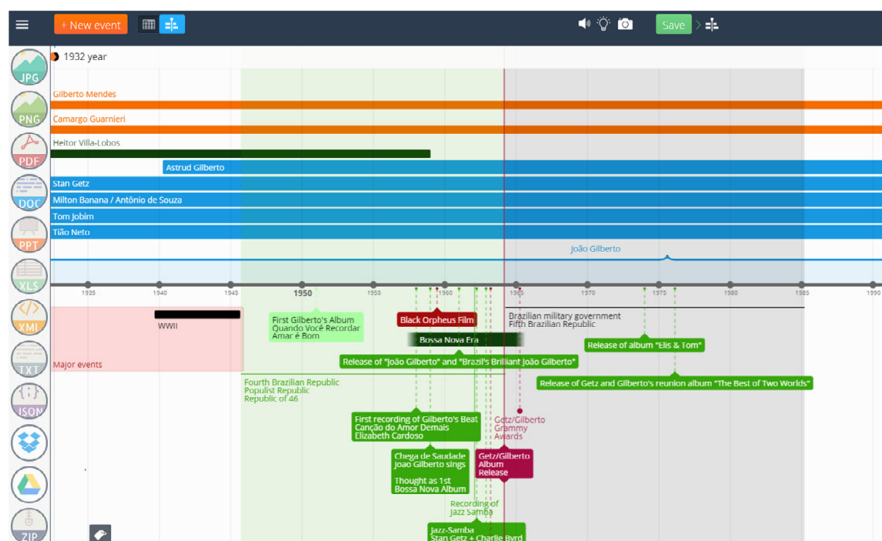 + New event
Save
JPG
PNG
PDF
DOC
PPT
XLS
XML
TXT
JSON
ZIP
1932 year
Gilberto Mendes
Camargo Guarnieri
Heitor Villa-Lobos
Astrud Gilberto
Stan Getz
Milton Banana / Antônio de Souza
Tom Jobim
Tião Neto
João Gilberto
1935 1940 1945 1950 1955 1960 1965 1970 1975 1980 1985 1990
WWII
Major events
First Gilberto's Album
Quando Você Recordar
Amar é Bom
Black Orpheus Film
Bossa Nova Era
Brazilian military government
Fifth Brazilian Republic
Release of album "Elis & Tom"
Release of "João Gilberto" and "Brazil's Brilliant João Gilberto"
Release of Getz and Gilberto's reunion album "The Best of Two Worlds"
Fourth Brazilian Republic
Populist Republic
Republic of 46
First recording of Gilberto's Beat
Canção do Amor Demais
Elizabeth Cardoso
Getz/Gilberto
Grammy
Awards
Chega de Saudade
Joao Gilberto sings
Thought as 1st
Bossa Nova Album
Getz/Gilberto
Album
Release
Recording of
Jazz Samba
Jazz-Samba
Stan Getz + Charlie Byrd